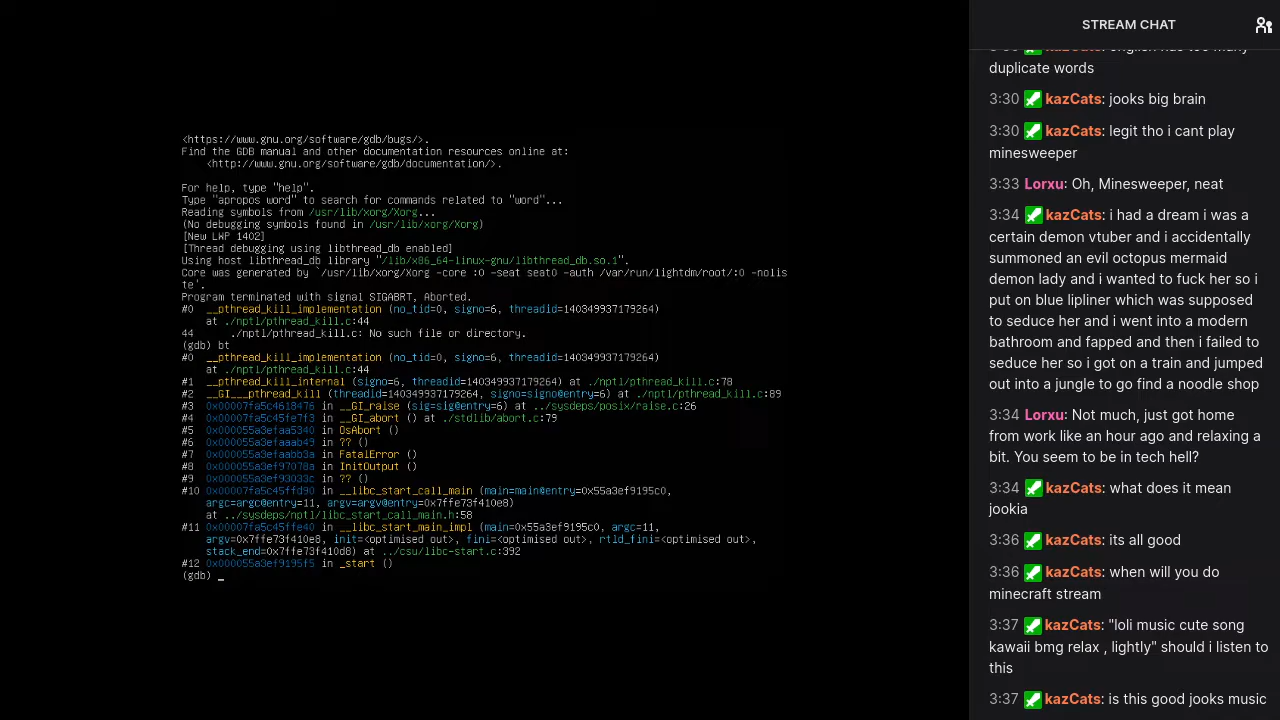 <https://www.gnu.org/software/gdb/bugs/>.
Find the GDB manual and other documentation resources online at:
    <http://www.gnu.org/software/gdb/documentation/>.
For help, type "help".
Type "apropos word" to search for commands related to "word"...
Reading symbols from /usr/lib/xorg/Xorg...
(No debugging symbols found in /usr/lib/xorg/Xorg)
[New LWP 1402]
[Thread debugging using libthread_db enabled]
Using host libthread_db library "/lib/x86_64-linux-gnu/libthread_db.so.1".
Core was generated by `/usr/lib/xorg/Xorg -core :0 -seat seat0 -auth /var/run/lightdm/root/:0 -nolis
te'.
Program terminated with signal SIGABRT, Aborted.
#0  __pthread_kill_implementation (no_tid=0, signo=6, threadid=140349937179264)
    at ./nptl/pthread_kill.c:44
44      ./nptl/pthread_kill.c: No such file or directory.
(gdb) bt
#0  __pthread_kill_implementation (no_tid=0, signo=6, threadid=140349937179264)
    at ./nptl/pthread_kill.c:44
#1  __pthread_kill_internal (signo=6, threadid=140349937179264) at ./nptl/pthread_kill.c:78
#2  __GI___pthread_kill (threadid=140349937179264, signo=signo@entry=6) at ./nptl/pthread_kill.c:89
#3  0x00007fa5c4618476 in __GI_raise (sig=sig@entry=6) at ../sysdeps/posix/raise.c:26
#4  0x00007fa5c45fe7f3 in __GI_abort () at ./stdlib/abort.c:79
#5  0x000055a3efaa5340 in OsAbort ()
#6  0x000055a3efaaab49 in ?? ()
#7  0x000055a3efaabb3a in FatalError ()
#8  0x000055a3ef97078a in InitOutput ()
#9  0x000055a3ef93033c in ?? ()
#10 0x00007fa5c45ffd90 in __libc_start_call_main (main=main@entry=0x55a3ef9195c0,
    argc=argc@entry=11, argv=argv@entry=0x7ffe73f410e8)
    at ../sysdeps/nptl/libc_start_call_main.h:58
#11 0x00007fa5c45ffe40 in __libc_start_main_impl (main=0x55a3ef9195c0, argc=11,
    argv=0x7ffe73f410e8, init=<optimised out>, fini=<optimised out>, rtld_fini=<optimised out>,
    stack_end=0x7ffe73f410d8) at ../csu/libc-start.c:392
#12 0x000055a3ef9195f5 in _start ()
(gdb) _
STREAM CHAT
duplicate words
3:30 kazCats: jooks big brain
3:30 kazCats: legit tho i cant play
minesweeper
3:33 Lorxu: Oh, Minesweeper, neat
3:34 kazCats: i had a dream i was a
certain demon vtuber and i accidentally
summoned an evil octopus mermaid
demon lady and i wanted to fuck her so i
put on blue lipliner which was supposed
to seduce her and i went into a modern
bathroom and fapped and then i failed to
seduce her so i got on a train and jumped
out into a jungle to go find a noodle shop
3:34 Lorxu: Not much, just got home
from work like an hour ago and relaxing a
bit. You seem to be in tech hell?
3:34 kazCats: what does it mean
jookia
3:36 kazCats: its all good
3:36 kazCats: when will you do
minecraft stream
3:37 kazCats: "loli music cute song
kawaii bmg relax , lightly" should i listen to
this
3:37 kazCats: is this good jooks music